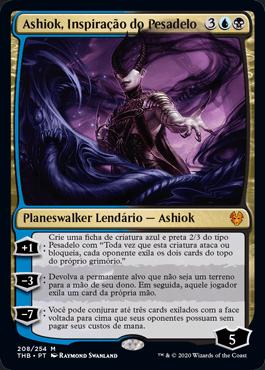 Ashiok, Inspiração do Pesadelo 3
Planeswalker Lendário — Ashiok
+1
Crie uma ficha de criatura azul e preta 2/3 do tipo
Pesadelo com “Toda vez que esta criatura ataca ou
bloqueia, cada oponente exila os dois cards do topo
do próprio grimório.”
−3
Devolva a permanente alvo que não seja um terreno
para a mão de seu dono. Em seguida, aquele jogador
exila um card da própria mão.
−7
Você pode conjurar até três cards exilados com a face
voltada para cima que seus oponentes possuem sem
pagar seus custos de mana.
5
208/254 M
THB • PT RAYMOND SWANLAND
™ & © 2020 Wizards of the Coast